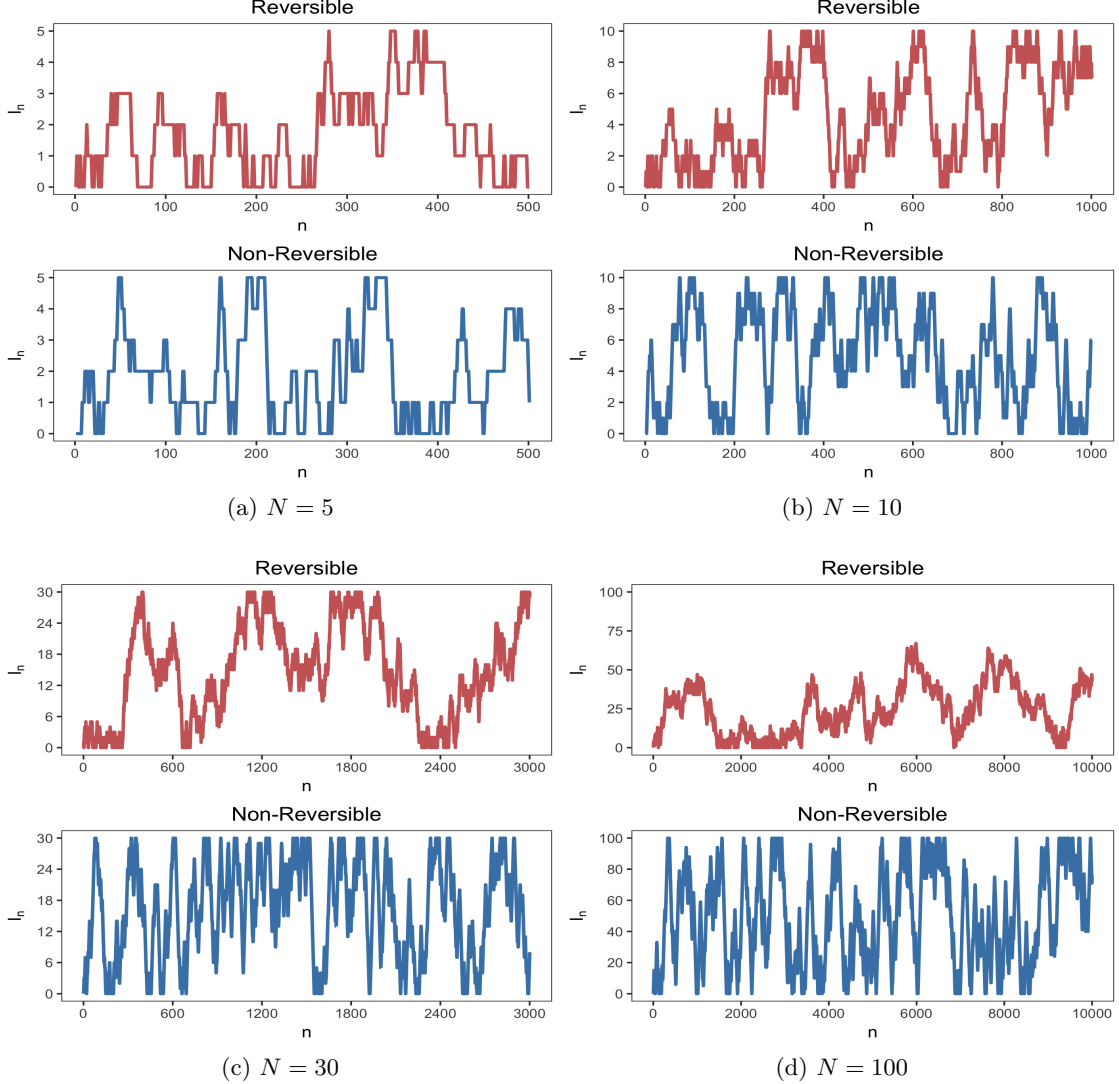 Reversible
5
4
3
2
1
0
I_n
0 100 200 300 400 500
n
Non-Reversible
5
4
3
2
1
0
I_n
0 100 200 300 400 500
n
(a) N = 5
Reversible
10
8
6
4
2
0
I_n
0 200 400 600 800 1000
n
Non-Reversible
10
8
6
4
2
0
I_n
0 200 400 600 800 1000
n
(b) N = 10
Reversible
30
24
18
12
6
0
I_n
0 600 1200 1800 2400 3000
n
Non-Reversible
30
24
18
12
6
0
I_n
0 600 1200 1800 2400 3000
n
(c) N = 30
Reversible
100
75
50
25
0
I_n
0 2000 4000 6000 8000 10000
n
Non-Reversible
100
80
60
40
20
0
I_n
0 2000 4000 6000 8000 10000
n
(d) N = 100